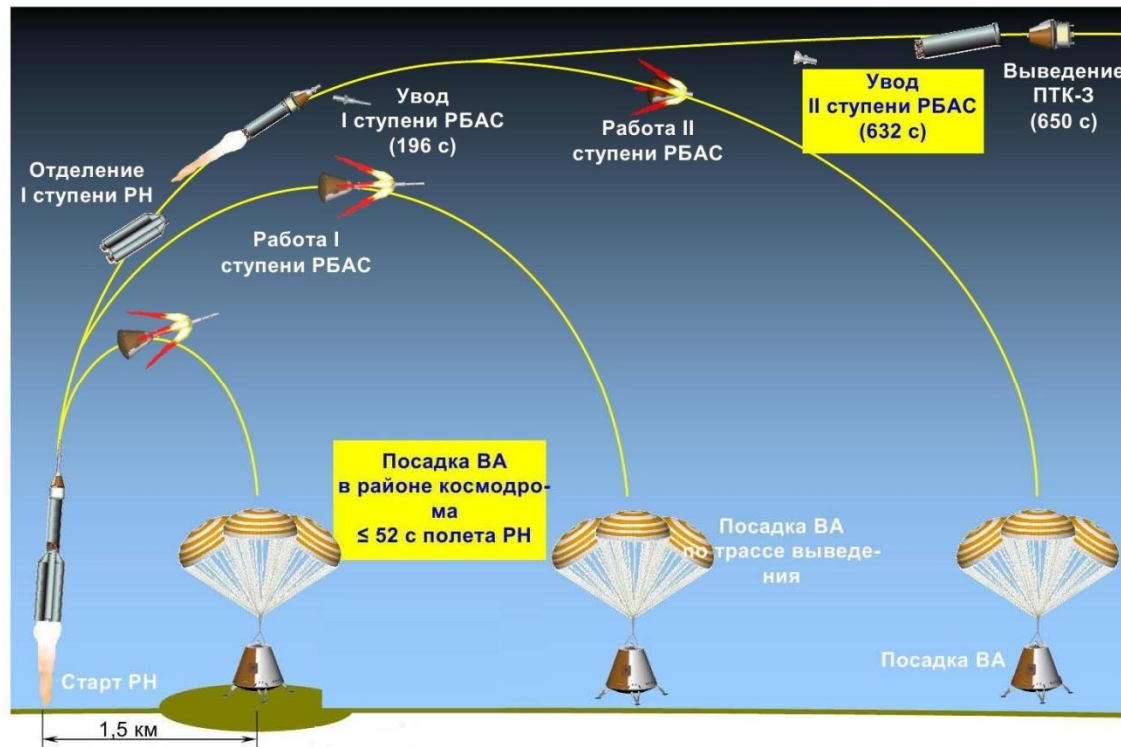 Увод
I ступени РБАС
(196 с)
Увод
II ступени РБАС
(632 с)
Выведение
ПТК-З
(650 с)
Работа II
ступени РБАС
Отделение
I ступени РН
Работа I
ступени РБАС
Посадка ВА
в районе космодро-
ма
≤ 52 с полета РН
Посадка ВА
по трассе выведе-
ния
Посадка ВА
Старт РН
1,5 км